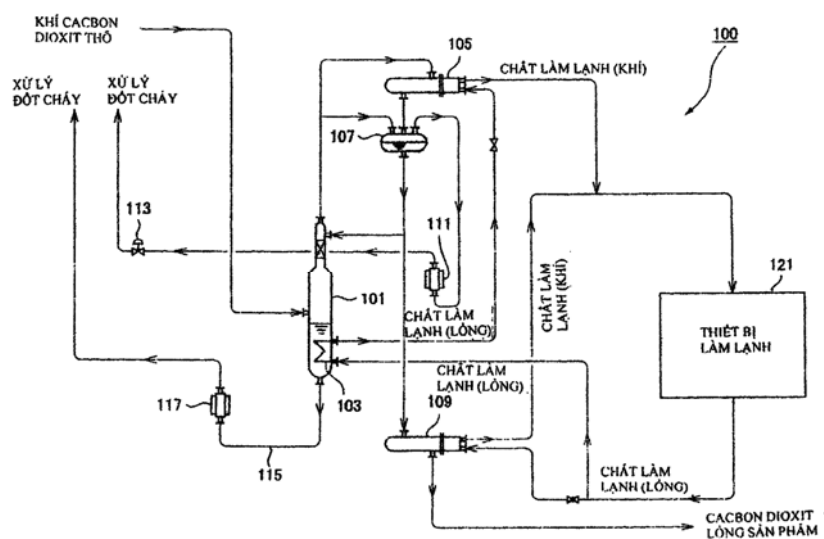 KHÍ CACBON
DIOXIT THÔ
105
100
CHẤT LÀM LẠNH (KHÍ)
XỬ LÝ
ĐỐT CHÁY
XỬ LÝ
ĐỐT CHÁY
107
113
111
101
CHẤT LÀM LẠNH (KHÍ)
121
CHẤT LÀM
LẠNH (LỎNG)
THIẾT BỊ
LÀM LẠNH
CHẤT LÀM
LẠNH (LỎNG)
117
103
109
115
CHẤT LÀM
LẠNH (LỎNG)
CACBON DIOXIT
LỎNG SẢN PHẨM